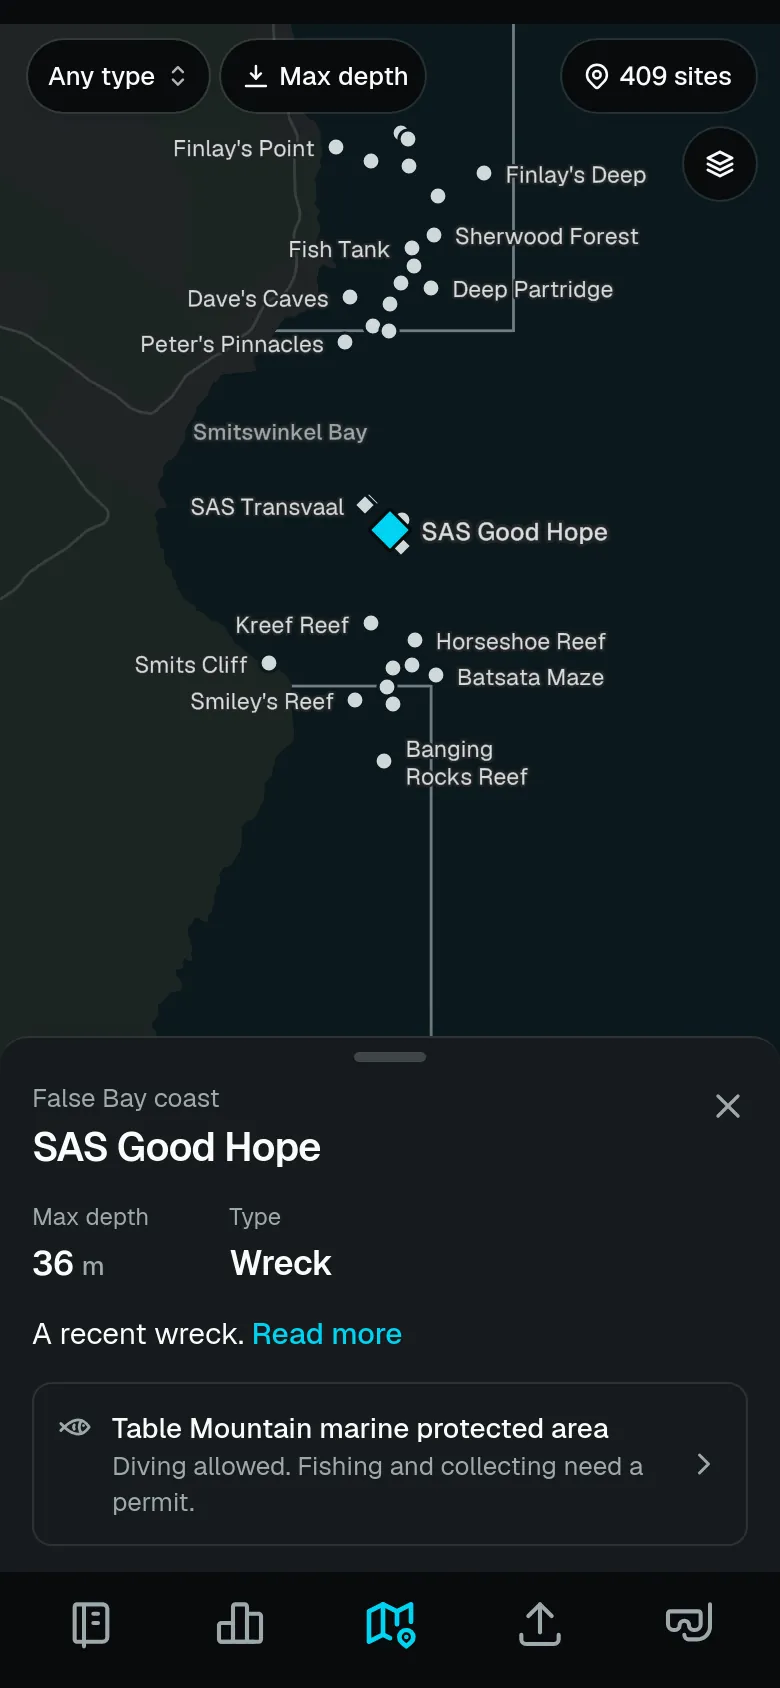 Any type
Max depth
409 sites
Finlay's Point
Finlay's Deep
Sherwood Forest
Fish Tank
Deep Partridge
Dave's Caves
Peter's Pinnacles
Smitswinkel Bay
SAS Transvaal
SAS Good Hope
Kreef Reef
Horseshoe Reef
Smits Cliff
Batsata Maze
Smiley's Reef
Banging
Rocks Reef
False Bay coast
SAS Good Hope
Max depth
Type
36 m
Wreck
A recent wreck. Read more
Table Mountain marine protected area
Diving allowed. Fishing and collecting need a
permit.